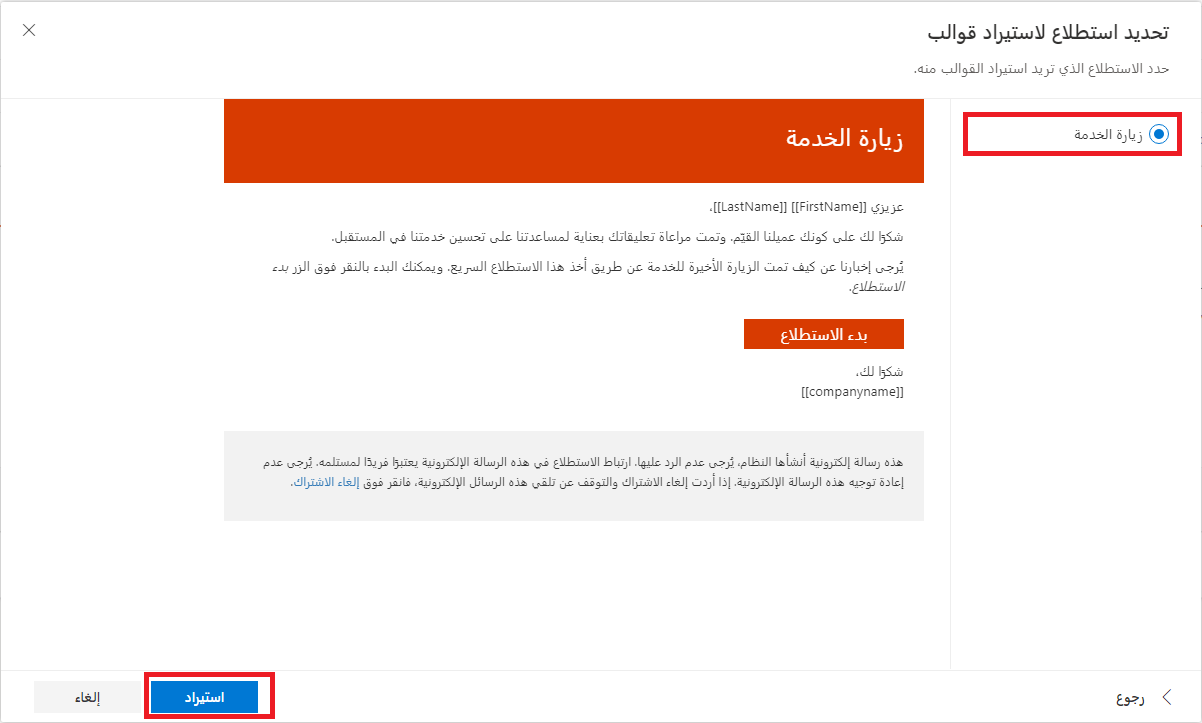 تحديد استطلاع لاستيراد قوالب
حدد الاستطلاع الذي تريد استيراد القوالب منه.
زيارة الخدمة
زيارة الخدمة
عزيزي [[FirstName]] [[LastName]]،
شكرًا لك على كونك عميلنا القيّم. وتمت مراعاة تعليقاتك بعناية لمساعدتنا على تحسين خدمتنا في المستقبل.
يُرجى إخبارنا عن كيف تمت الزيارة الأخيرة للخدمة عن طريق أخذ هذا الاستطلاع السريع. ويمكنك البدء بالنقر فوق الزر بدء
الاستطلاع.
بدء الاستطلاع
شكرًا لك،
[[companyname]]
هذه رسالة إلكترونية أنشأها النظام، يُرجى عدم الرد عليها. ارتباط الاستطلاع في هذه الرسالة الإلكترونية يعتبرًا فريدًا لمستلمه. يُرجى عدم
إعادة توجيه هذه الرسالة الإلكترونية. إذا أردت إلغاء الاشتراك والتوقف عن تلقي هذه الرسائل الإلكترونية، فانقر فوق إلغاء الاشتراك.
رجوع
استيراد
إلغاء